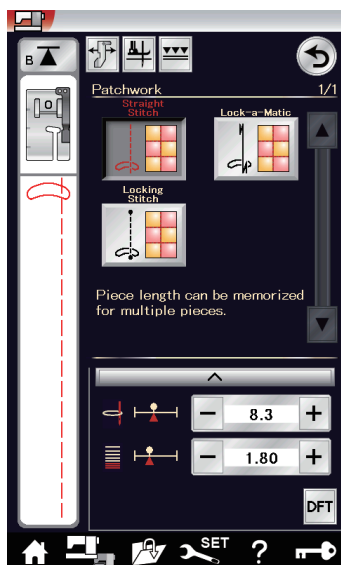 B
Patchwork 1/1
Straight
Stitch
Lock-a-Matic
Locking
Stitch
Piece length can be memorized
for multiple pieces.
8.3
1.80
DFT
SET
?